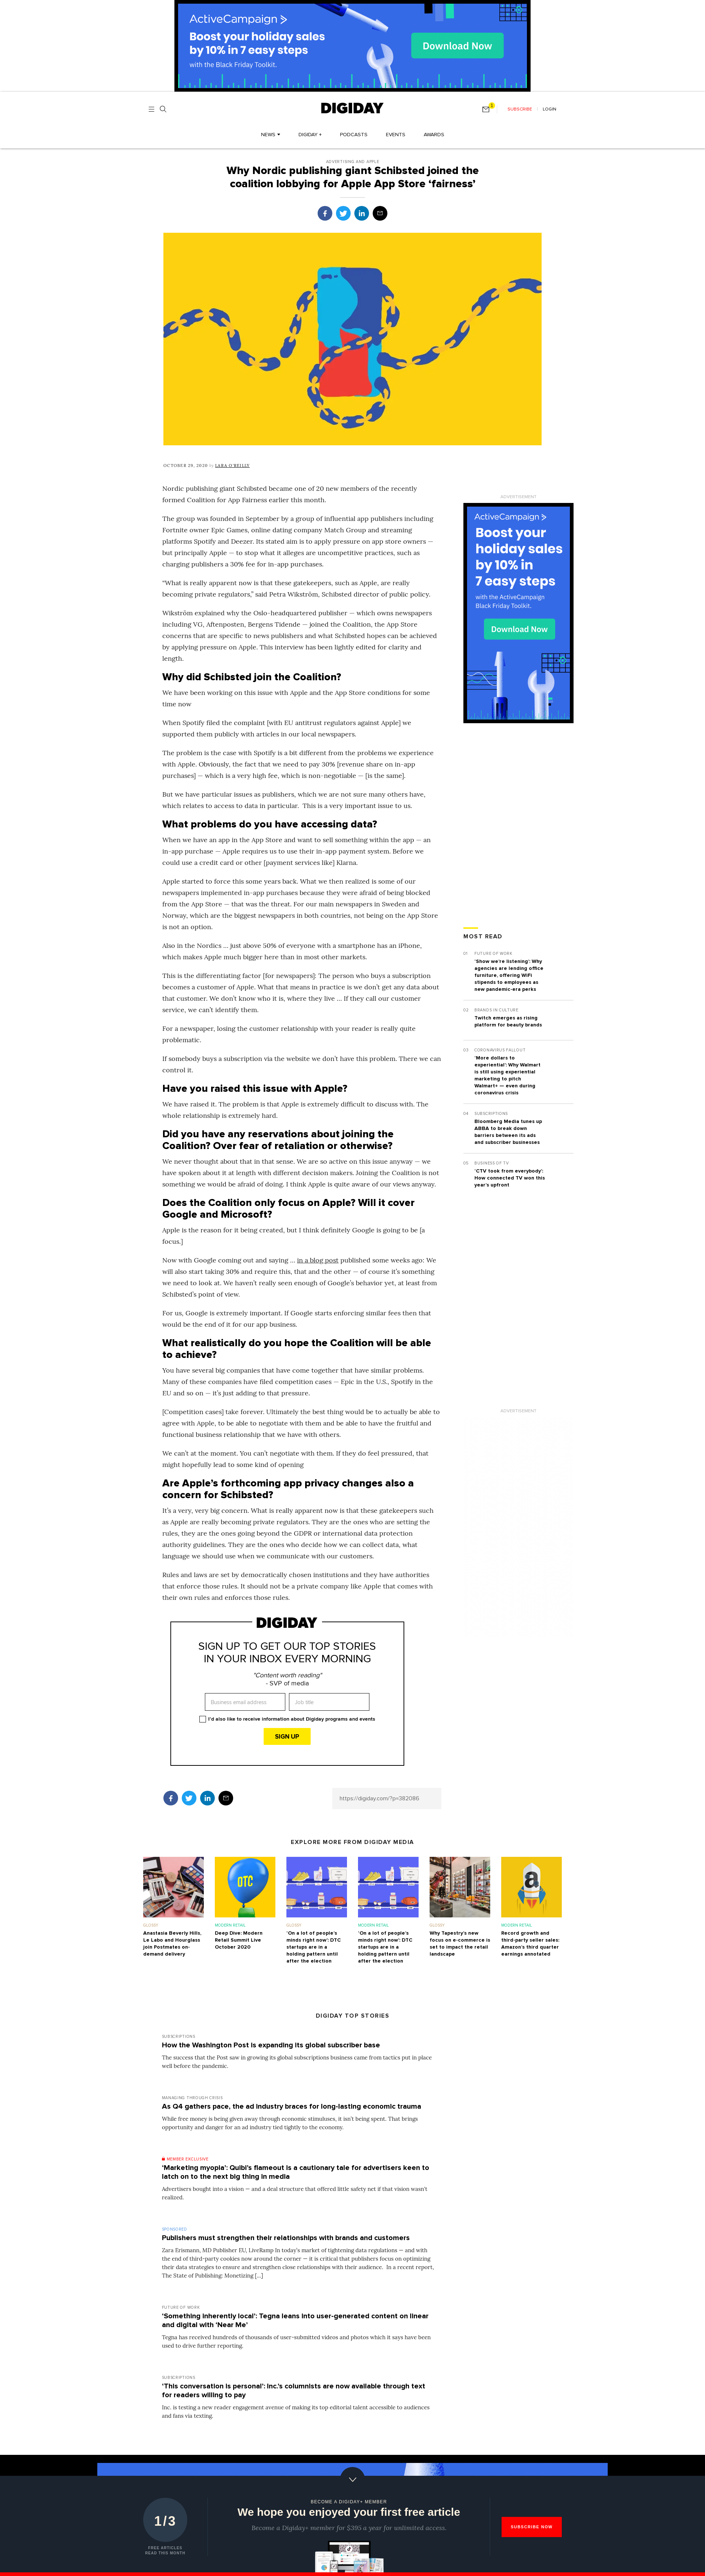 ActiveCampaign >
Boost your holiday sales
by 10% in 7 easy steps
with the Black Friday Toolkit.
Download Now
DIGIDAY
1
SUBSCRIBE
LOGIN
NEWS
DIGIDAY +
PODCASTS
EVENTS
AWARDS
ADVERTISING AND APPLE
Why Nordic publishing giant Schibsted joined the
coalition lobbying for Apple App Store ‘fairness’
OCTOBER 29, 2020 by LARA O'REILLY
Nordic publishing giant Schibsted became one of 20 new members of the recently
formed Coalition for App Fairness earlier this month.
The group was founded in September by a group of influential app publishers including
Fortnite owner Epic Games, online dating company Match Group and streaming
platforms Spotify and Deezer. Its stated aim is to apply pressure on app store owners —
but principally Apple — to stop what it alleges are uncompetitive practices, such as
charging publishers a 30% fee for in-app purchases.
“What is really apparent now is that these gatekeepers, such as Apple, are really
becoming private regulators,” said Petra Wikström, Schibsted director of public policy.
Wikström explained why the Oslo-headquartered publisher — which owns newspapers
including VG, Aftenposten, Bergens Tidende — joined the Coalition, the App Store
concerns that are specific to news publishers and what Schibsted hopes can be achieved
by applying pressure on Apple. This interview has been lightly edited for clarity and
length.
Why did Schibsted join the Coalition?
We have been working on this issue with Apple and the App Store conditions for some
time now
When Spotify filed the complaint [with EU antitrust regulators against Apple] we
supported them publicly with articles in our local newspapers.
The problem is the case with Spotify is a bit different from the problems we experience
with Apple. Obviously, the fact that we need to pay 30% [revenue share on in-app
purchases] — which is a very high fee, which is non-negotiable — [is the same].
But we have particular issues as publishers, which we are not sure many others have,
which relates to access to data in particular.  This is a very important issue to us.
What problems do you have accessing data?
When we have an app in the App Store and want to sell something within the app — an
in-app purchase — Apple requires us to use their in-app payment system. Before we
could use a credit card or other [payment services like] Klarna.
Apple started to force this some years back. What we then realized is some of our
newspapers implemented in-app purchases because they were afraid of being blocked
from the App Store — that was the threat. For our main newspapers in Sweden and
Norway, which are the biggest newspapers in both countries, not being on the App Store
is not an option.
Also in the Nordics … just above 50% of everyone with a smartphone has an iPhone,
which makes Apple much bigger here than in most other markets.
This is the differentiating factor [for newspapers]: The person who buys a subscription
becomes a customer of Apple. What that means in practice is we don’t get any data about
that customer. We don’t know who it is, where they live … If they call our customer
service, we can’t identify them.
For a newspaper, losing the customer relationship with your reader is really quite
problematic.
If somebody buys a subscription via the website we don’t have this problem. There we can
control it.
Have you raised this issue with Apple?
We have raised it. The problem is that Apple is extremely difficult to discuss with. The
whole relationship is extremely hard.
Did you have any reservations about joining the
Coalition? Over fear of retaliation or otherwise?
We never thought about that in that sense. We are so active on this issue anyway — we
have spoken about it at length with different decision makers. Joining the Coalition is not
something we would be afraid of doing. I think Apple is quite aware of our views anyway.
Does the Coalition only focus on Apple? Will it cover
Google and Microsoft?
Apple is the reason for it being created, but I think definitely Google is going to be [a
focus.]
Now with Google coming out and saying … in a blog post published some weeks ago: We
will also start taking 30% and require this, that and the other — of course it’s something
we need to look at. We haven’t really seen enough of Google’s behavior yet, at least from
Schibsted’s point of view.
For us, Google is extremely important. If Google starts enforcing similar fees then that
would be the end of it for our app business.
What realistically do you hope the Coalition will be able
to achieve?
You have several big companies that have come together that have similar problems.
Many of these companies have filed competition cases — Epic in the U.S., Spotify in the
EU and so on — it’s just adding to that pressure.
[Competition cases] take forever. Ultimately the best thing would be to actually be able to
agree with Apple, to be able to negotiate with them and be able to have the fruitful and
functional business relationship that we have with others.
We can’t at the moment. You can’t negotiate with them. If they do feel pressured, that
might hopefully lead to some kind of opening
Are Apple’s forthcoming app privacy changes also a
concern for Schibsted?
It’s a very, very big concern. What is really apparent now is that these gatekeepers such
as Apple are really becoming private regulators. They are the ones who are setting the
rules, they are the ones going beyond the GDPR or international data protection
authority guidelines. They are the ones who decide how we can collect data, what
language we should use when we communicate with our customers.
Rules and laws are set by democratically chosen institutions and they have authorities
that enforce those rules. It should not be a private company like Apple that comes with
their own rules and enforces those rules.
DIGIDAY
SIGN UP TO GET OUR TOP STORIES
IN YOUR INBOX EVERY MORNING
"Content worth reading"
- SVP of media
Business email address
Job title
I'd also like to receive information about Digiday programs and events
SIGN UP
https://digiday.com/?p=382086
ADVERTISEMENT
ActiveCampaign >
Boost your
holiday sales
by 10% in
7 easy steps
with the ActiveCampaign
Black Friday Toolkit.
Download Now
MOST READ
01 FUTURE OF WORK
‘Show we’re listening’: Why
agencies are lending office
furniture, offering WiFi
stipends to employees as
new pandemic-era perks
02 BRANDS IN CULTURE
Twitch emerges as rising
platform for beauty brands
03 CORONAVIRUS FALLOUT
‘More dollars to
experiential’: Why Walmart
is still using experiential
marketing to pitch
Walmart+ — even during
coronavirus crisis
04 SUBSCRIPTIONS
Bloomberg Media tunes up
ABBA to break down
barriers between its ads
and subscriber businesses
05 BUSINESS OF TV
‘CTV took from everybody’:
How connected TV won this
year’s upfront
ADVERTISEMENT
EXPLORE MORE FROM DIGIDAY MEDIA
DTC
a
GLOSSY
Anastasia Beverly Hills,
Le Labo and Hourglass
join Postmates on-
demand delivery
MODERN RETAIL
Deep Dive: Modern
Retail Summit Live
October 2020
GLOSSY
‘On a lot of people’s
minds right now’: DTC
startups are in a
holding pattern until
after the election
MODERN RETAIL
‘On a lot of people’s
minds right now’: DTC
startups are in a
holding pattern until
after the election
GLOSSY
Why Tapestry’s new
focus on e-commerce is
set to impact the retail
landscape
MODERN RETAIL
Record growth and
third-party seller sales:
Amazon’s third quarter
earnings annotated
DIGIDAY TOP STORIES
SUBSCRIPTIONS
How the Washington Post is expanding its global subscriber base
The success that the Post saw in growing its global subscriptions business came from tactics put in place
well before the pandemic.
MANAGING THROUGH CRISIS
As Q4 gathers pace, the ad industry braces for long-lasting economic trauma
While free money is being given away through economic stimuluses, it isn’t being spent. That brings
opportunity and danger for an ad industry tied tightly to the economy.
MEMBER EXCLUSIVE
‘Marketing myopia’: Quibi’s flameout is a cautionary tale for advertisers keen to
latch on to the next big thing in media
Advertisers bought into a vision — and a deal structure that offered little safety net if that vision wasn’t
realized.
SPONSORED
Publishers must strengthen their relationships with brands and customers
Zara Erismann, MD Publisher EU, LiveRamp In today’s market of tightening data regulations — and with
the end of third-party cookies now around the corner — it is critical that publishers focus on optimizing
their data strategies to ensure and strengthen close relationships with their audience.  In a recent report,
The State of Publishing: Monetizing […]
FUTURE OF WORK
‘Something inherently local’: Tegna leans into user-generated content on linear
and digital with ‘Near Me’
Tegna has received hundreds of thousands of user-submitted videos and photos which it says have been
used to drive further reporting.
SUBSCRIPTIONS
‘This conversation is personal’: Inc.’s columnists are now available through text
for readers willing to pay
Inc. is testing a new reader engagement avenue of making its top editorial talent accessible to audiences
and fans via texting.
1/3
FREE ARTICLES
READ THIS MONTH
BECOME A DIGIDAY+ MEMBER
We hope you enjoyed your first free article
Become a Digiday+ member for $395 a year for unlimited access.
SUBSCRIBE NOW